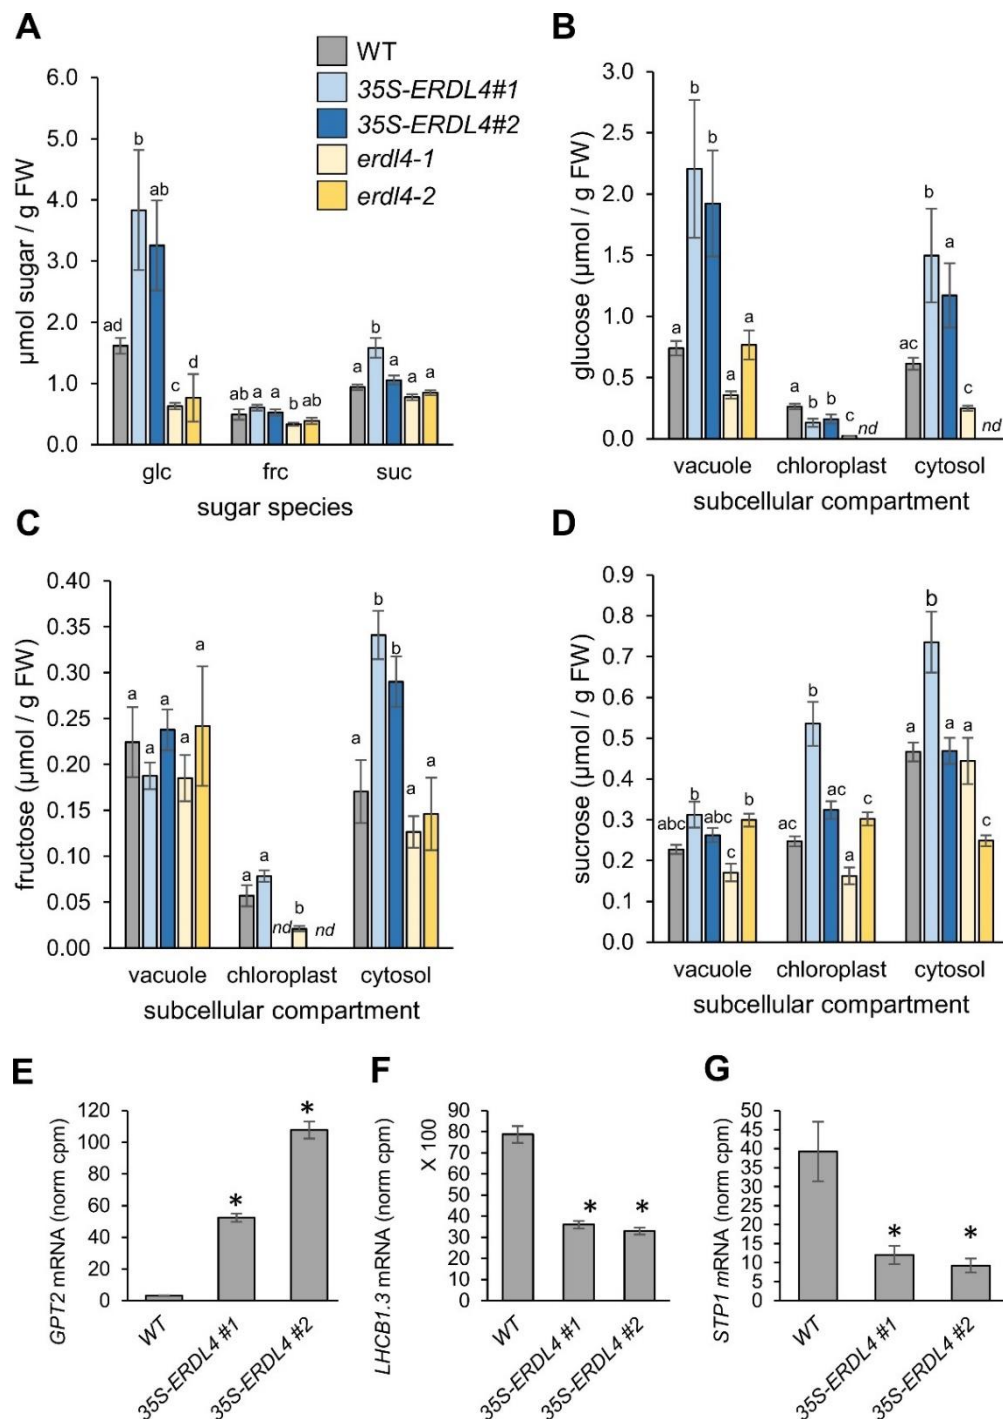 A
WT
35S-ERDL4#1
35S-ERDL4#2
erdl4-1
erdl4-2
µmol sugar / g FW
6.0
5.0
4.0
3.0
2.0
1.0
0.0
ad
b
ab
c
d
ab
a
a
b
ab
a
b
a
a
a
glc frc suc
sugar species
B
glucose (µmol / g FW)
3.0
2.5
2.0
1.5
1.0
0.5
0.0
a
b
b
a
a
a
b
b
c
nd
ac
b
a
c
nd
vacuole chloroplast cytosol
subcellular compartment
C
fructose (µmol / g FW)
0.40
0.35
0.30
0.25
0.20
0.15
0.10
0.05
0.00
a
a
a
a
a
a
a
nd
b
nd
a
b
b
a
a
vacuole chloroplast cytosol
subcellular compartment
D
sucrose (µmol / g FW)
0.9
0.8
0.7
0.6
0.5
0.4
0.3
0.2
0.1
0.0
abc
b
abc
c
b
ac
b
ac
a
c
a
b
a
a
c
vacuole chloroplast cytosol
subcellular compartment
E
GPT2 mRNA (norm cpm)
120
100
80
60
40
20
0
*
*
WT
35S-ERDL4 #1
35S-ERDL4 #2
F
LHCB1.3 mRNA (norm cpm)
X 100
90
80
70
60
50
40
30
20
10
0
*
*
WT
35S-ERDL4 #1
35S-ERDL4 #2
G
STP1 mRNA (norm cpm)
50
45
40
35
30
25
20
15
10
5
0
*
*
WT
35S-ERDL4 #1
35S-ERDL4 #2